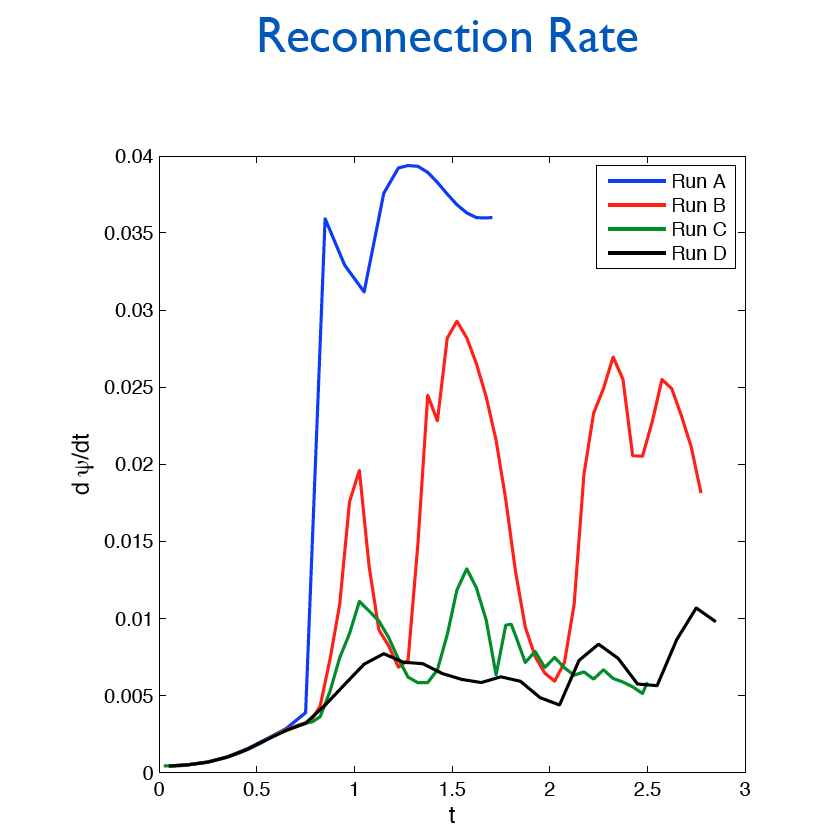 Reconnection Rate
0.04
0.035
0.03
0.025
0.02
0.015
0.01
0.005
0
d ψ/dt
Run A
Run B
Run C
Run D
0 0.5 1 1.5 2 2.5 3
t